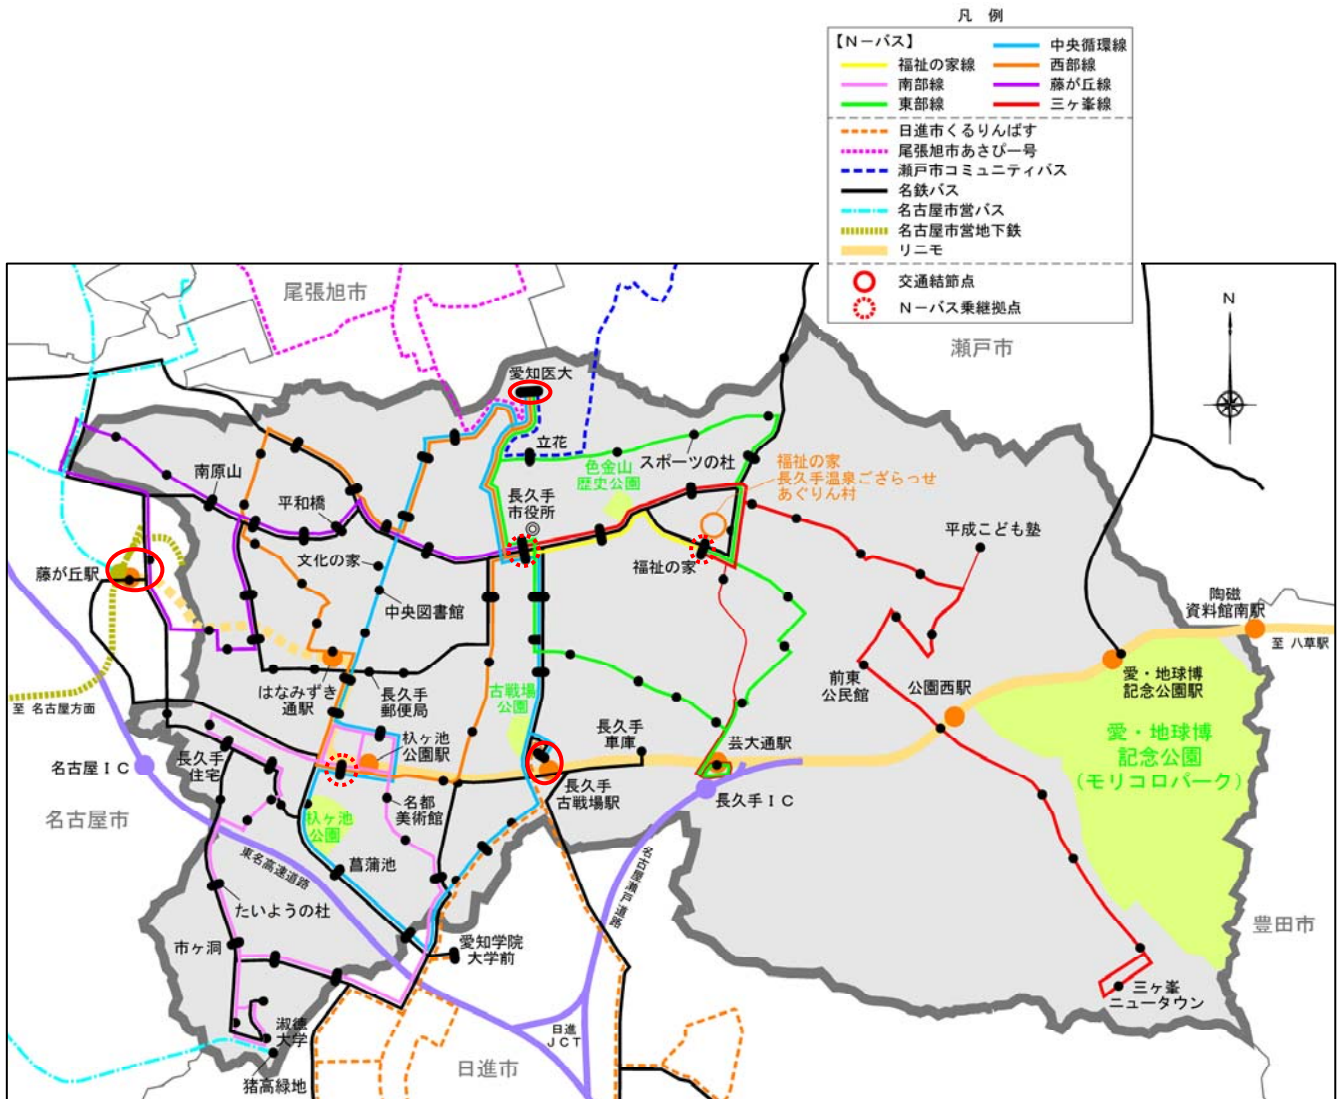 凡 例
【N－バス】
福祉の家線
南部線
東部線
中央循環線
西部線
藤が丘線
三ヶ峯線
日進市くるりんばす
尾張旭市あさぴー号
瀬戸市コミュニティバス
名鉄バス
名古屋市営バス
名古屋市営地下鉄
リニモ
交通結節点
N－バス乗継拠点
尾張旭市
瀬戸市
N
愛知医大
立花
スポーツの杜
色金山
歴史公園
福祉の家
長久手温泉ござらっせ
あぐりん村
南原山
平和橋
長久手
市役所
平成こども塾
藤が丘駅
文化の家
福祉の家
中央図書館
陶磁
資料館南駅
至 八草駅
はなみずき
通駅
長久手
郵便局
古戦場
公園
前東
公民館
公園西駅
愛・地球博
記念公園駅
至 名古屋方面
長久手
車庫
芸大通駅
愛・地球博
記念公園
(モリコロパーク)
名古屋IC
長久手
住宅
杁ヶ池
公園駅
長久手
古戦場駅
長久手IC
名古屋市
杁ヶ池
公園
名都
美術館
東名高速道路
菖蒲池
名古屋瀬戸道路
たいようの杜
豊田市
市ヶ洞
愛知学院
大学前
三ヶ峯
ニュータウン
淑徳
大学
日進
JCT
日進市
猪高緑地